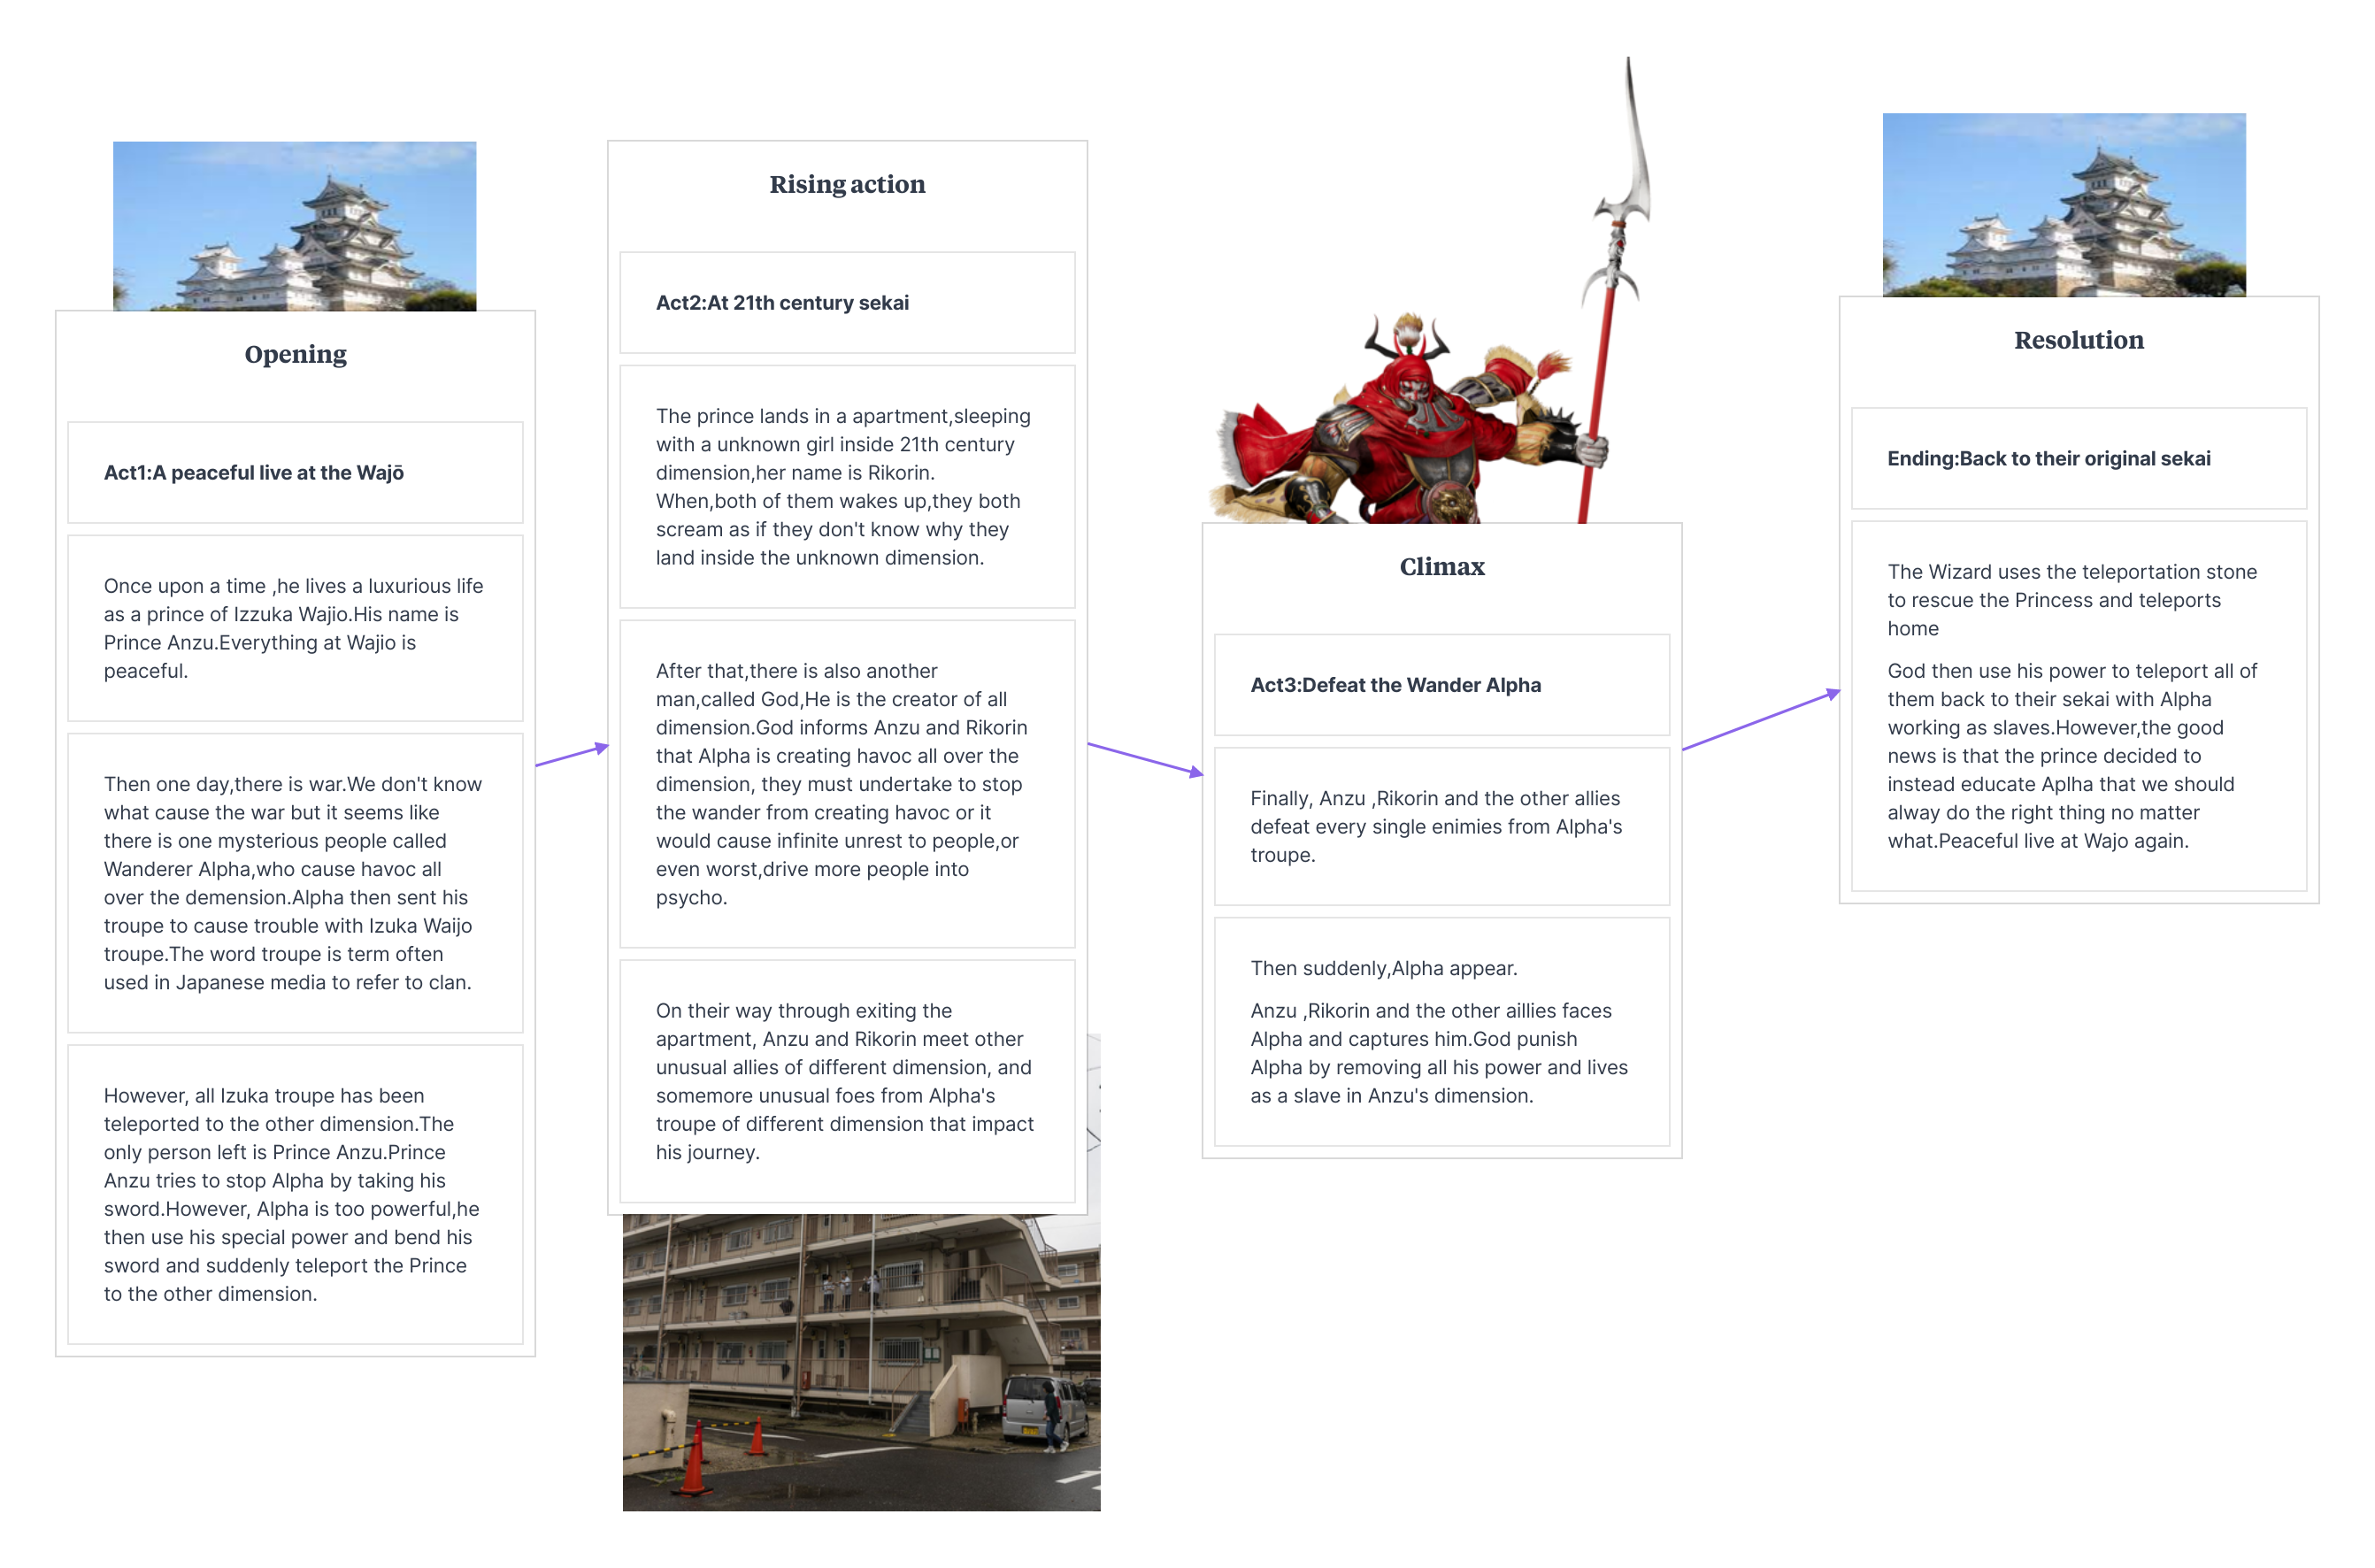 Opening
Act1:A peaceful live at the Wajō
Once upon a time ,he lives a luxurious life
as a prince of Izzuka Wajio.His name is
Prince Anzu.Everything at Wajio is
peaceful.
Then one day,there is war.We don't know
what cause the war but it seems like
there is one mysterious people called
Wanderer Alpha,who cause havoc all
over the demension.Alpha then sent his
troupe to cause trouble with Izuka Waijo
troupe.The word troupe is term often
used in Japanese media to refer to clan.
However, all Izuka troupe has been
teleported to the other dimension.The
only person left is Prince Anzu.Prince
Anzu tries to stop Alpha by taking his
sword.However, Alpha is too powerful,he
then use his special power and bend his
sword and suddenly teleport the Prince
to the other dimension.
Rising action
Act2:At 21th century sekai
The prince lands in a apartment,sleeping
with a unknown girl inside 21th century
dimension,her name is Rikorin.
When,both of them wakes up,they both
scream as if they don't know why they
land inside the unknown dimension.
After that,there is also another
man,called God,He is the creator of all
dimension.God informs Anzu and Rikorin
that Alpha is creating havoc all over the
dimension, they must undertake to stop
the wander from creating havoc or it
would cause infinite unrest to people,or
even worst,drive more people into
psycho.
On their way through exiting the
apartment, Anzu and Rikorin meet other
unusual allies of different dimension, and
somemore unusual foes from Alpha's
troupe of different dimension that impact
his journey.
Climax
Act3:Defeat the Wander Alpha
Finally, Anzu ,Rikorin and the other allies
defeat every single enimies from Alpha's
troupe.
Then suddenly,Alpha appear.
Anzu ,Rikorin and the other aillies faces
Alpha and captures him.God punish
Alpha by removing all his power and lives
as a slave in Anzu's dimension.
Resolution
Ending:Back to their original sekai
The Wizard uses the teleportation stone
to rescue the Princess and teleports
home
God then use his power to teleport all of
them back to their sekai with Alpha
working as slaves.However,the good
news is that the prince decided to
instead educate Aplha that we should
alway do the right thing no matter
what.Peaceful live at Wajo again.